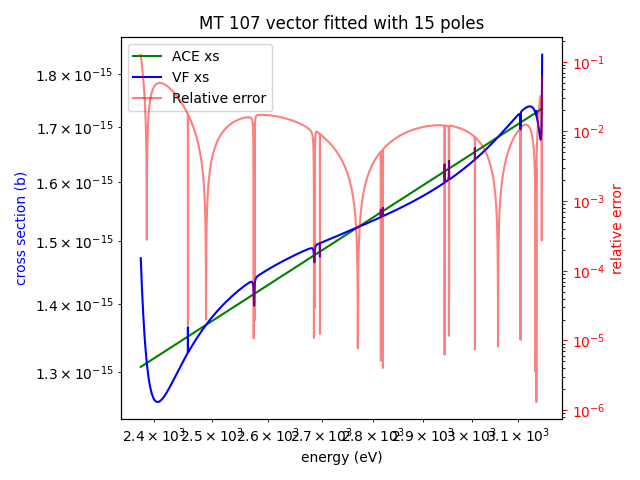 MT 107 vector fitted with 15 poles
ACE xs
VF xs
Relative error
1.8 × 10⁻¹⁵
1.7 × 10⁻¹⁵
1.6 × 10⁻¹⁵
1.5 × 10⁻¹⁵
1.4 × 10⁻¹⁵
1.3 × 10⁻¹⁵
cross section (b)
10⁻¹
10⁻²
10⁻³
10⁻⁴
10⁻⁵
10⁻⁶
relative error
2.4 × 10³ 2.5 × 10³ 2.6 × 10³ 2.7 × 10³ 2.8 × 10³ 2.9 × 10³ 3 × 10³ 3.1 × 10³
energy (eV)